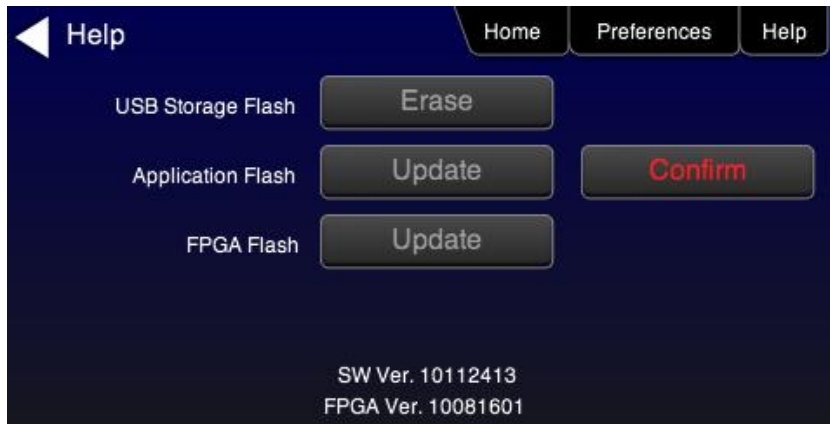 Help Home Preferences Help
USB Storage Flash Erase
Application Flash Update Confirm
FPGA Flash Update
SW Ver. 10112413
FPGA Ver. 10081601